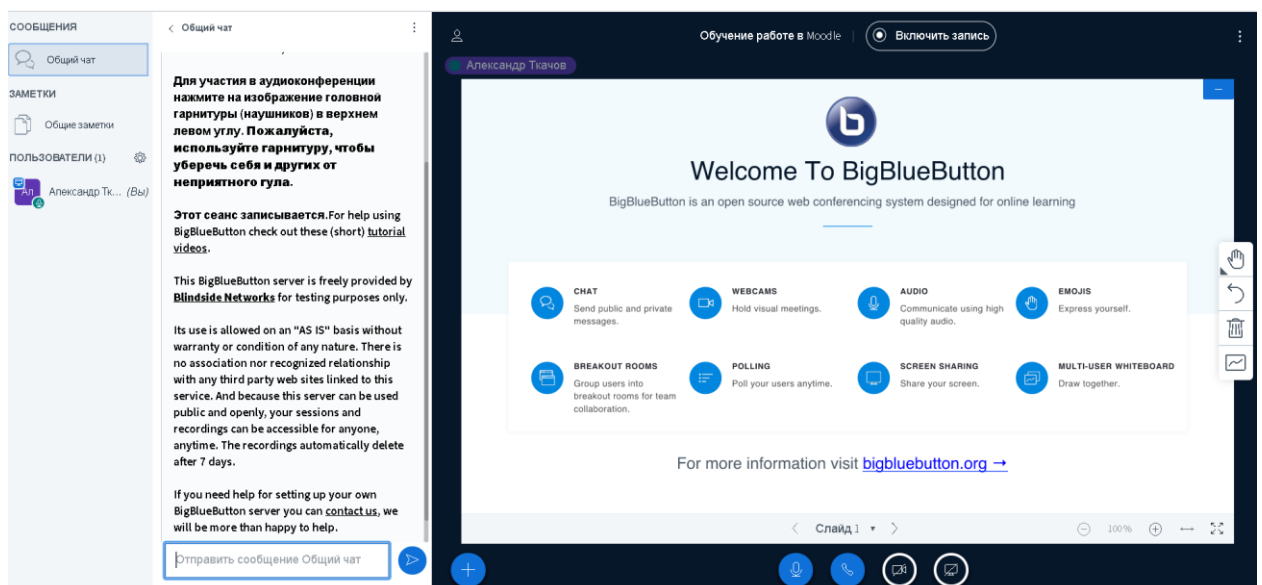 СООБЩЕНИЯ
Общий чат
ЗАМЕТКИ
Общие заметки
ПОЛЬЗОВАТЕЛИ (1)
Ал
Александр Тк... (Вы)
Общий чат
Для участия в аудиоконференции
нажмите на изображение головной
гарнитуры (наушников) в верхнем
левом углу. Пожалуйста,
используйте гарнитуру, чтобы
уберечь себя и других от
неприятного гула.
Этот сеанс записывается.For help using
BigBlueButton check out these (short) tutorial
videos.
This BigBlueButton server is freely provided by
Blindside Networks for testing purposes only.
Its use is allowed on an "AS IS" basis without
warranty or condition of any nature. There is
no association nor recognized relationship
with any third party web sites linked to this
service. And because this server can be used
public and openly, your sessions and
recordings can be accessible for anyone,
anytime. The recordings automatically delete
after 7 days.
If you need help for setting up your own
BigBlueButton server you can contact us, we
will be more than happy to help.
Отправить сообщение Общий чат
Обучение работе в Moodle
Включить запись
Александр Ткачов
b
Welcome To BigBlueButton
BigBlueButton is an open source web conferencing system designed for online learning
CHAT
Send public and private
messages.
WEBCAMS
Hold visual meetings.
AUDIO
Communicate using high
quality audio.
EMOJIS
Express yourself.
BREAKOUT ROOMS
Group users into
breakout rooms for team
collaboration.
POLLING
Poll your users anytime.
SCREEN SHARING
Share your screen.
MULTI-USER WHITEBOARD
Draw together.
For more information visit bigbluebutton.org →
Слайд 1
100%